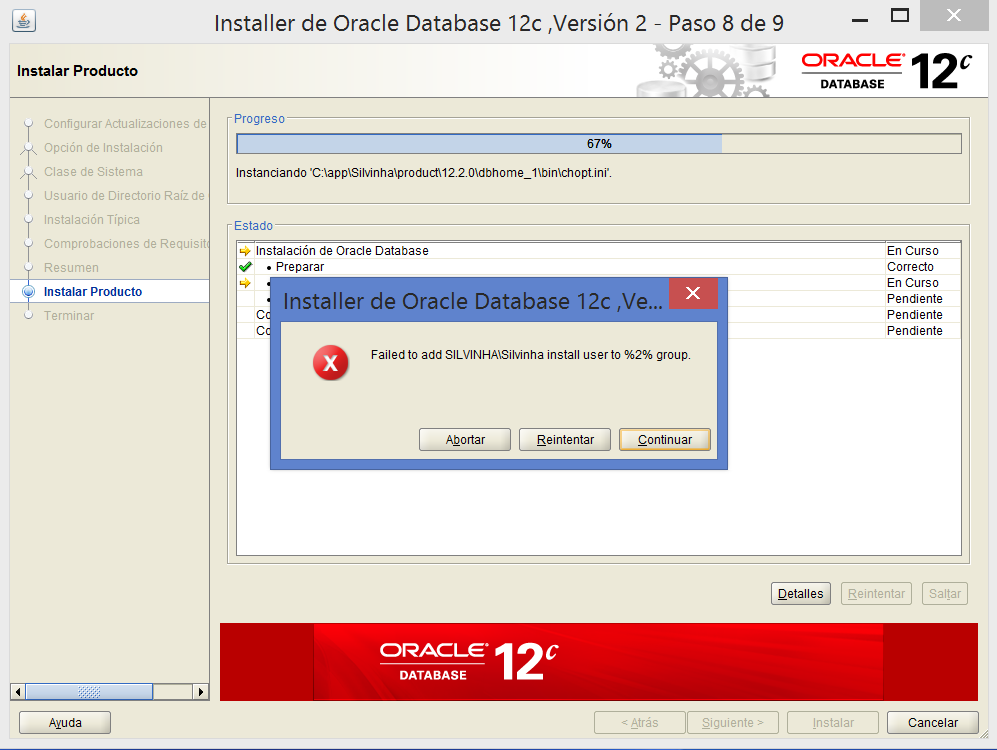 Installer de Oracle Database 12c ,Versión 2 - Paso 8 de 9
Instalar Producto
ORACLE DATABASE 12c
Configurar Actualizaciones de
Opción de Instalación
Clase de Sistema
Usuario de Directorio Raíz de
Instalación Típica
Comprobaciones de Requisito
Resumen
Instalar Producto
Terminar
Progreso
67%
Instanciando 'C:\app\Silvinha\product\12.2.0\dbhome_1\bin\chopt.ini'.
Estado
Instalación de Oracle Database En Curso
• Preparar Correcto
• En Curso
• Pendiente
Co Pendiente
Co Pendiente
Installer de Oracle Database 12c ,Ve...
Failed to add SILVINHA\Silvinha install user to %2% group.
Abortar Reintentar Continuar
Detalles Reintentar Saltar
ORACLE DATABASE 12c
Ayuda < Atrás Siguiente > Instalar Cancelar